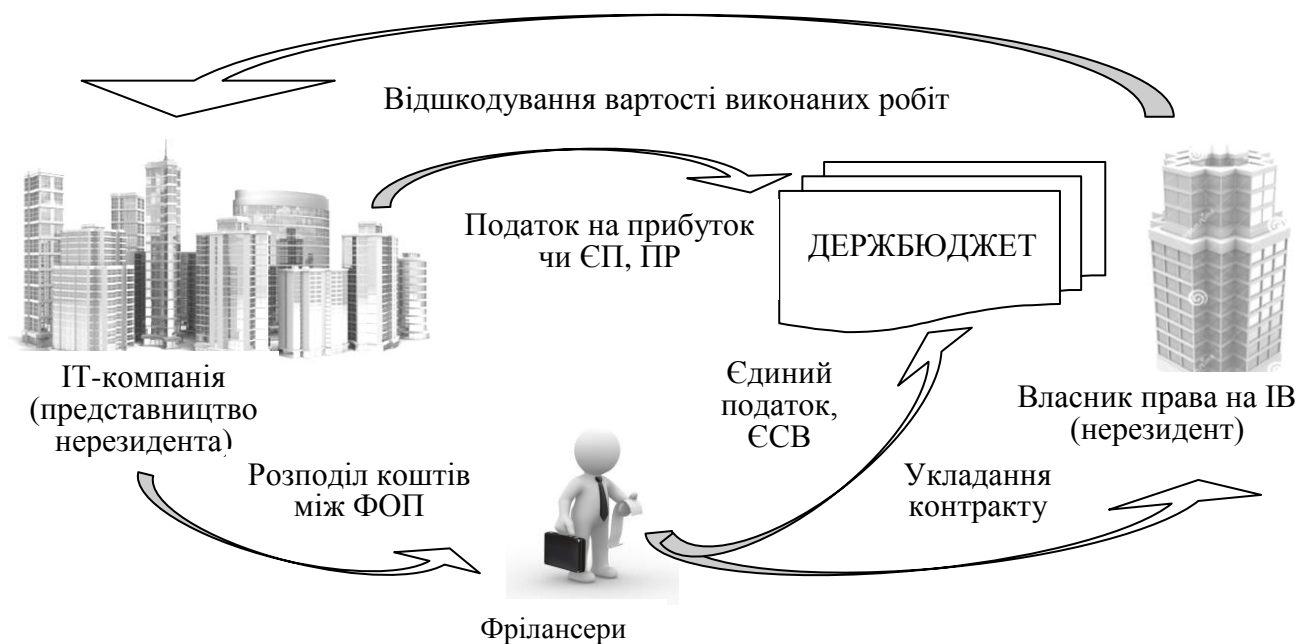 Відшкодування вартості виконаних робіт
Податок на прибуток
чи ЄП, ПР
ДЕРЖБЮДЖЕТ
ІТ-компанія
(представництво
нерезидента)
Єдиний
податок,
ЄСВ
Власник права на ІВ
(нерезидент)
Розподіл коштів
між ФОП
Укладання
контракту
Фрілансери